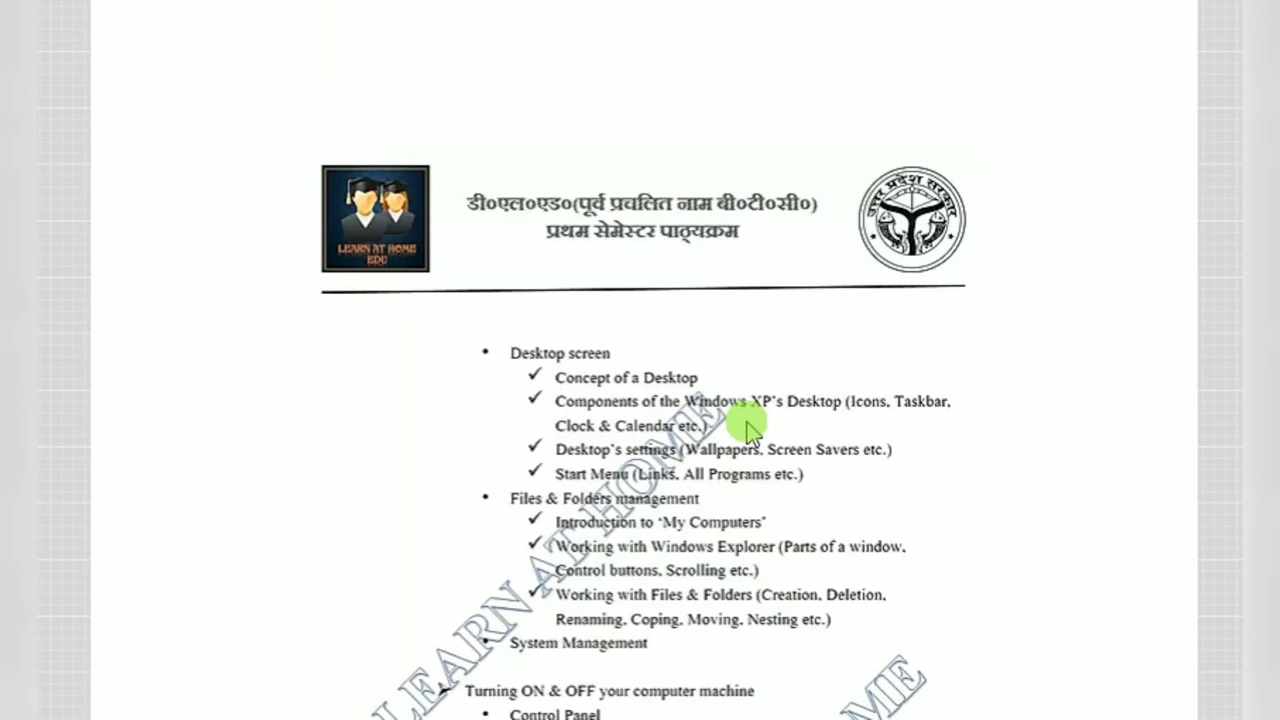 LEARN AT HOME
EDU
डी०एल०एड०(पूर्व प्रचलित नाम बी०टी०सी०)
प्रथम सेमेस्टर पाठ्यक्रम
उत्तर प्रदेश सरकार
• Desktop screen
✓ Concept of a Desktop
✓ Components of the Windows XP's Desktop (Icons, Taskbar,
Clock & Calendar etc.)
✓ Desktop's settings (Wallpapers, Screen Savers etc.)
✓ Start Menu (Links, All Programs etc.)
• Files & Folders management
✓ Introduction to 'My Computers'
✓ Working with Windows Explorer (Parts of a window,
Control buttons, Scrolling etc.)
✓ Working with Files & Folders (Creation, Deletion,
Renaming, Coping, Moving, Nesting etc.)
• System Management
➤ Turning ON & OFF your computer machine
• Control Panel
LEARN AT HOME
ME